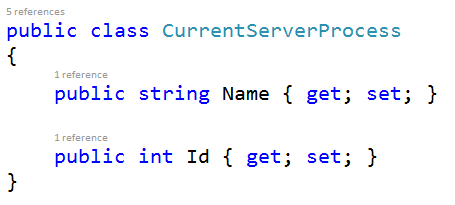 5 references
public class CurrentServerProcess
{
1 reference
public string Name { get; set; }
1 reference
public int Id { get; set; }
}